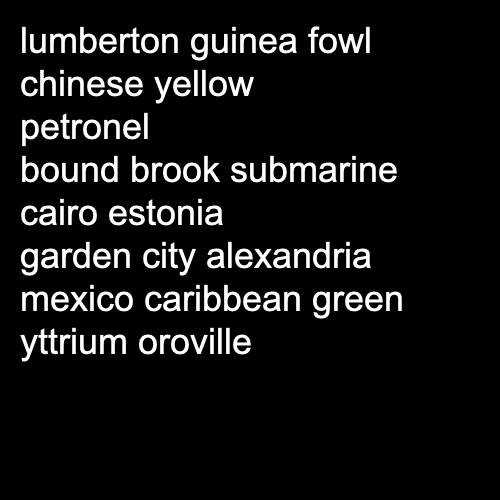 lumberton guinea fowl
chinese yellow
petronel
bound brook submarine
cairo estonia
garden city alexandria
mexico caribbean green
yttrium oroville